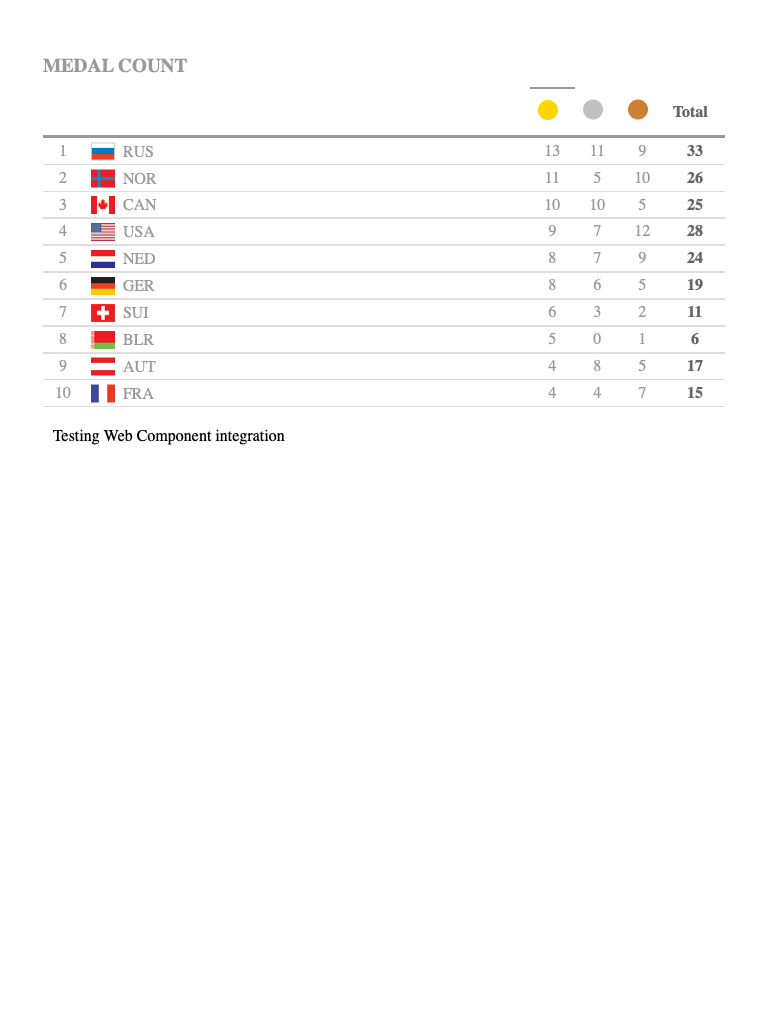 MEDAL COUNT
Total
1 RUS 13 11 9 33
2 NOR 11 5 10 26
3 CAN 10 10 5 25
4 USA 9 7 12 28
5 NED 8 7 9 24
6 GER 8 6 5 19
7 SUI 6 3 2 11
8 BLR 5 0 1 6
9 AUT 4 8 5 17
10 FRA 4 4 7 15
Testing Web Component integration